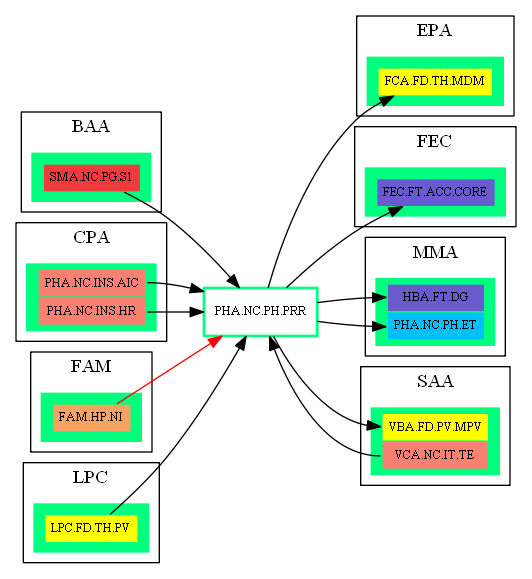 BAA
SMA.NC.PG.S1
CPA
PHA.NC.INS.AIC
PHA.NC.INS.HR
FAM
FAM.HP.NI
LPC
LPC.FD.TH.PV
PHA.NC.PH.PRR
EPA
FCA.FD.TH.MDM
FEC
FEC.FT.ACC.CORE
MMA
HBA.FT.DG
PHA.NC.PH.ET
SAA
VBA.FD.PV.MPV
VCA.NC.IT.TE